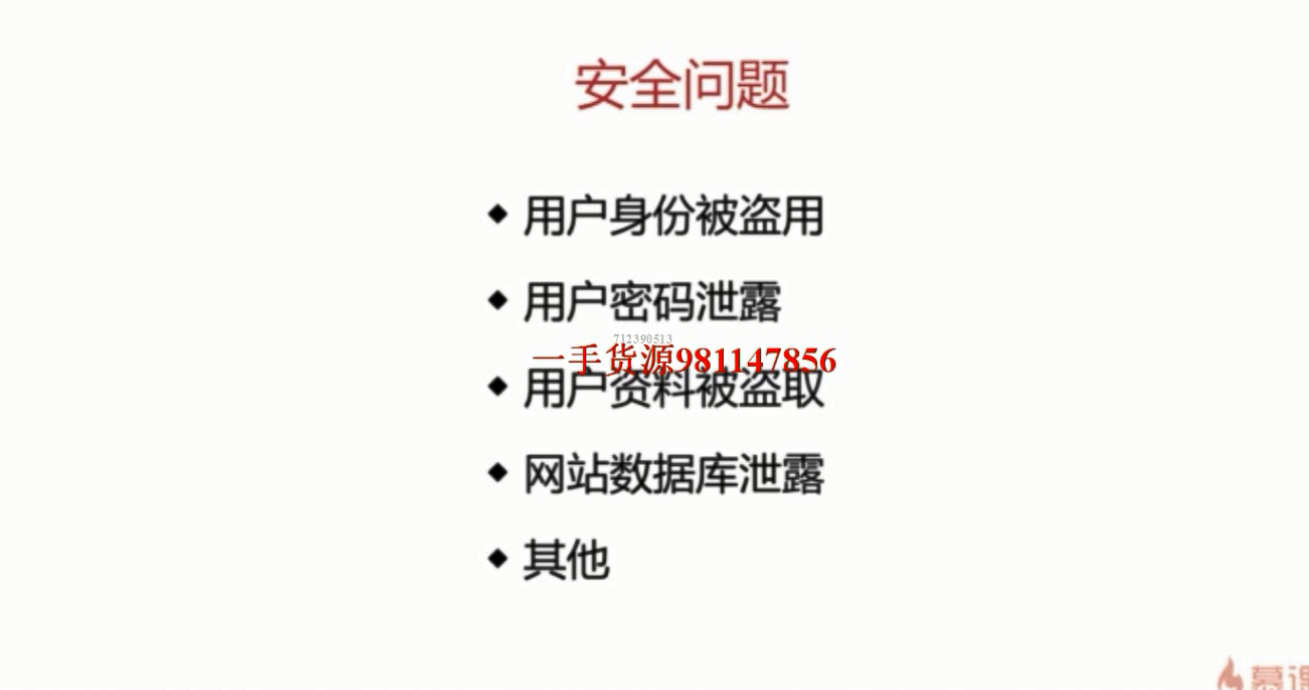 安全问题
用户身份被盗用
用户密码泄露
712390513
一手货源981147856
用户资料被盗取
网站数据库泄露
其他
慕课